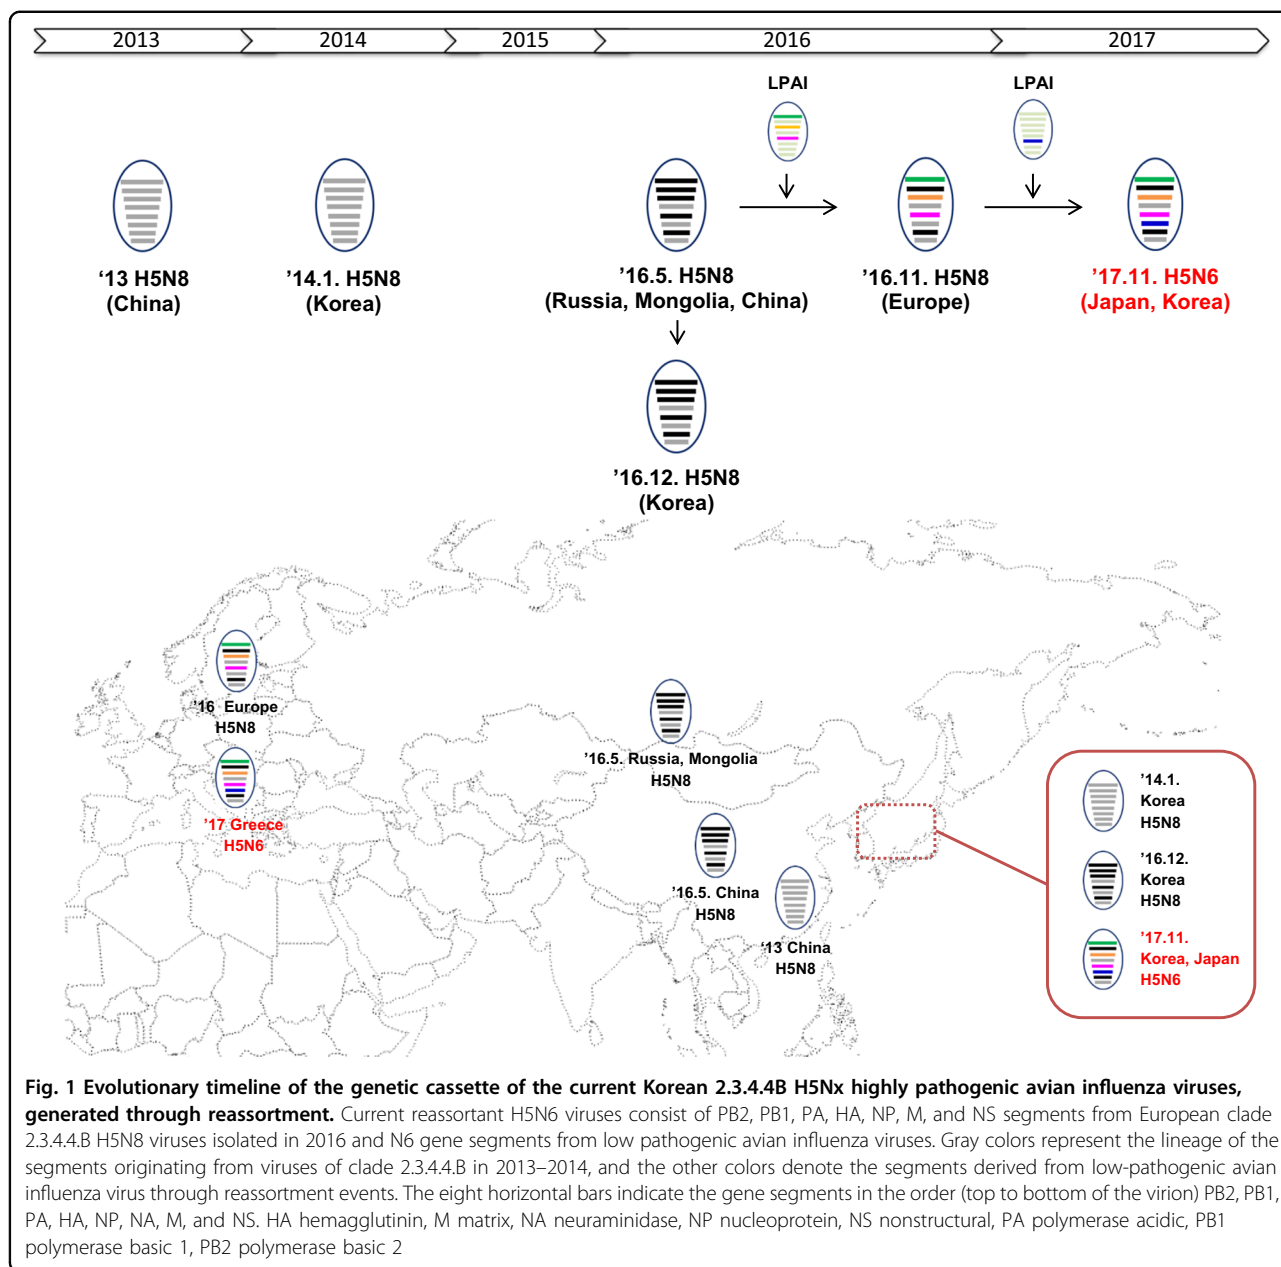 2013 2014 2015 2016 2017
LPAI LPAI
‘13 H5N8
(China)
’14.1. H5N8
(Korea)
’16.5. H5N8
(Russia, Mongolia, China)
’16.11. H5N8
(Europe)
’17.11. H5N6
(Japan, Korea)
’16.12. H5N8
(Korea)
’16 Europe
H5N8
’17 Greece
H5N6
’16.5. Russia, Mongolia
H5N8
’16.5. China
H5N8
‘13 China
H5N8
’14.1.
Korea
H5N8
’16.12.
Korea
H5N8
’17.11.
Korea, Japan
H5N6
Fig. 1 Evolutionary timeline of the genetic cassette of the current Korean 2.3.4.4B H5Nx highly pathogenic avian influenza viruses,
generated through reassortment. Current reassortant H5N6 viruses consist of PB2, PB1, PA, HA, NP, M, and NS segments from European clade
2.3.4.4.B H5N8 viruses isolated in 2016 and N6 gene segments from low pathogenic avian influenza viruses. Gray colors represent the lineage of the
segments originating from viruses of clade 2.3.4.4.B in 2013–2014, and the other colors denote the segments derived from low-pathogenic avian
influenza virus through reassortment events. The eight horizontal bars indicate the gene segments in the order (top to bottom of the virion) PB2, PB1,
PA, HA, NP, NA, M, and NS. HA hemagglutinin, M matrix, NA neuraminidase, NP nucleoprotein, NS nonstructural, PA polymerase acidic, PB1
polymerase basic 1, PB2 polymerase basic 2